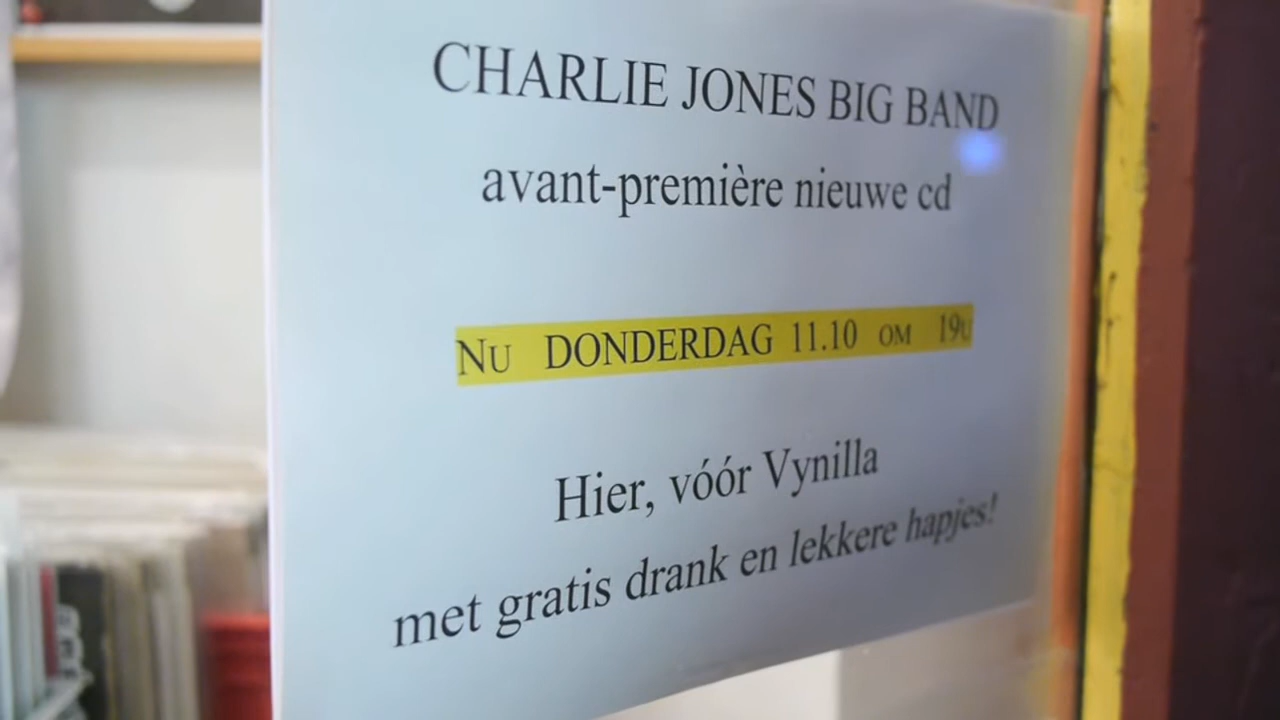 CHARLIE JONES BIG BAND
avant-première nieuwe cd
NU DONDERDAG 11.10 OM 19U
Hier, vóór Vynilla
met gratis drank en lekkere hapjes!